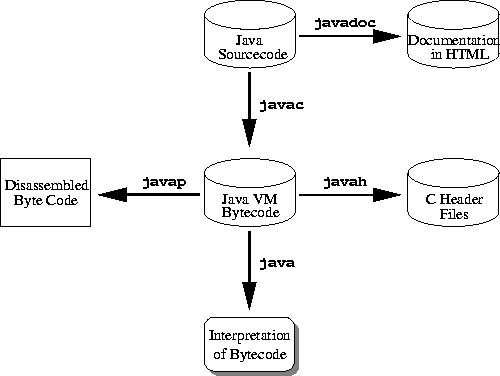 javadoc
Java
Sourcecode
Documentation
in HTML
javac
Disassembled
Byte Code
javap
Java VM
Bytecode
javah
C Header
Files
java
Interpretation
of Bytecode